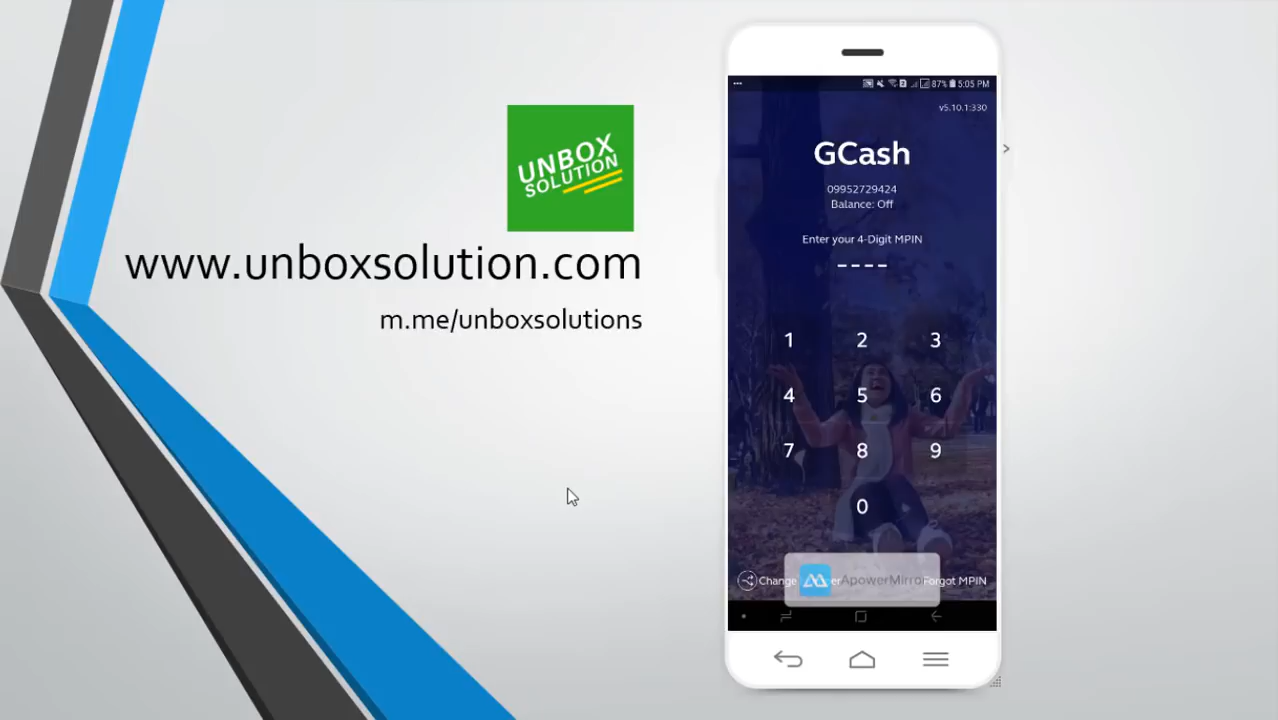 UNBOX
SOLUTION
www.unboxsolution.com
m.me/unboxsolutions
87% 5:05 PM
v5.10.1:330
GCash
09952729424
Balance: Off
Enter your 4-Digit MPIN
1 2 3
4 5 6
7 8 9
0
Change
ApowerMirror
Forgot MPIN